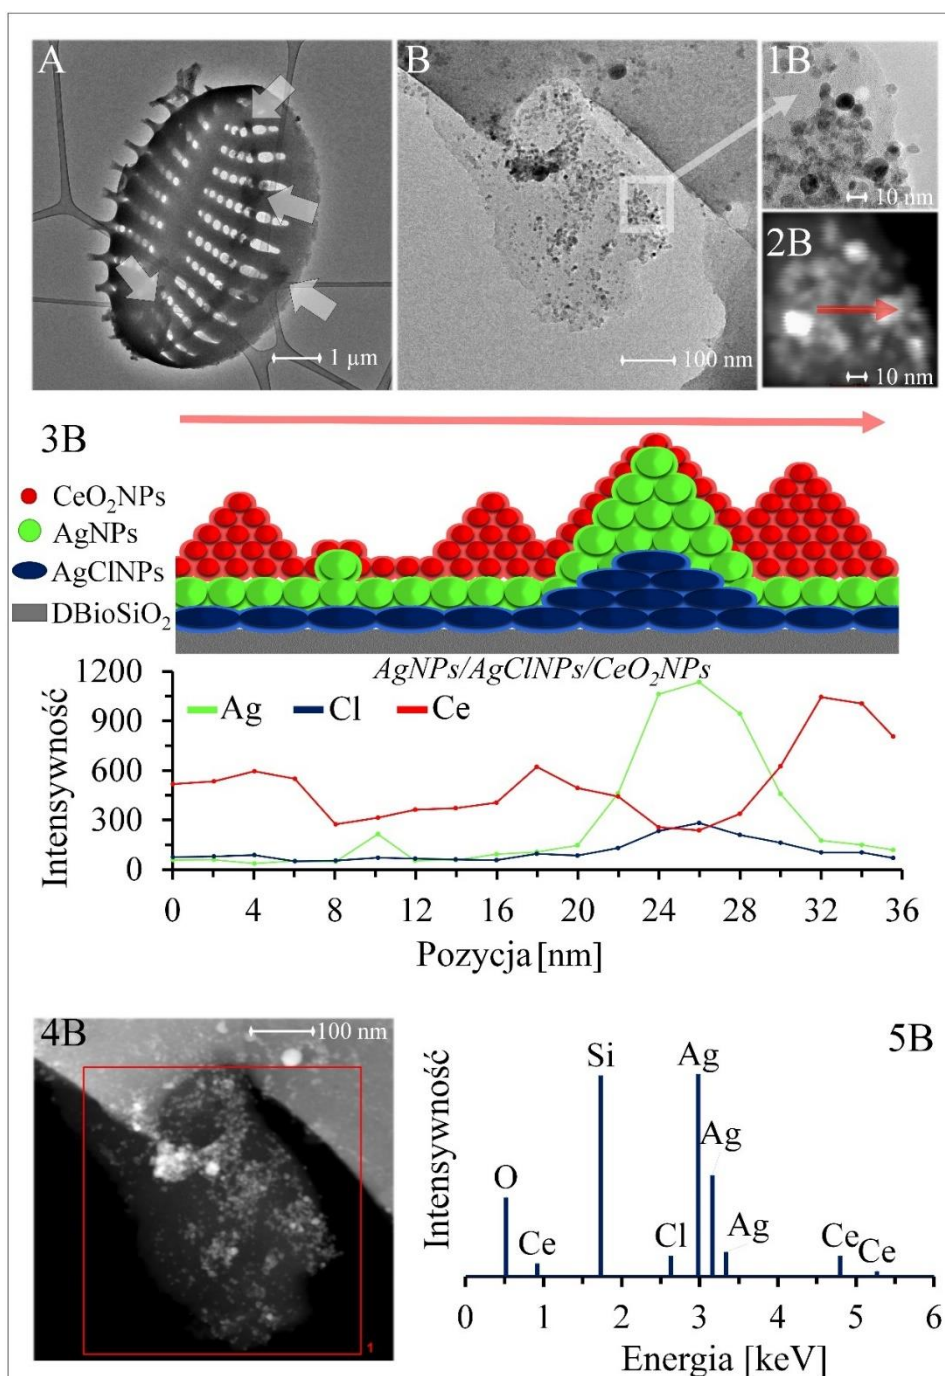 A
1 µm
B
100 nm
1B
10 nm
2B
10 nm
3B
CeO₂NPs
AgNPs
AgClNPs
DBioSiO₂
AgNPs/AgClNPs/CeO₂NPs
Ag Cl Ce
Intensywność
1200
900
600
300
0
0 4 8 12 16 20 24 28 32 36
Pozycja [nm]
4B
100 nm
1
5B
Intensywność
O
Ce
Si
Cl
Ag
Ag
Ag
Ce
Ce
0 1 2 3 4 5 6
Energia [keV]